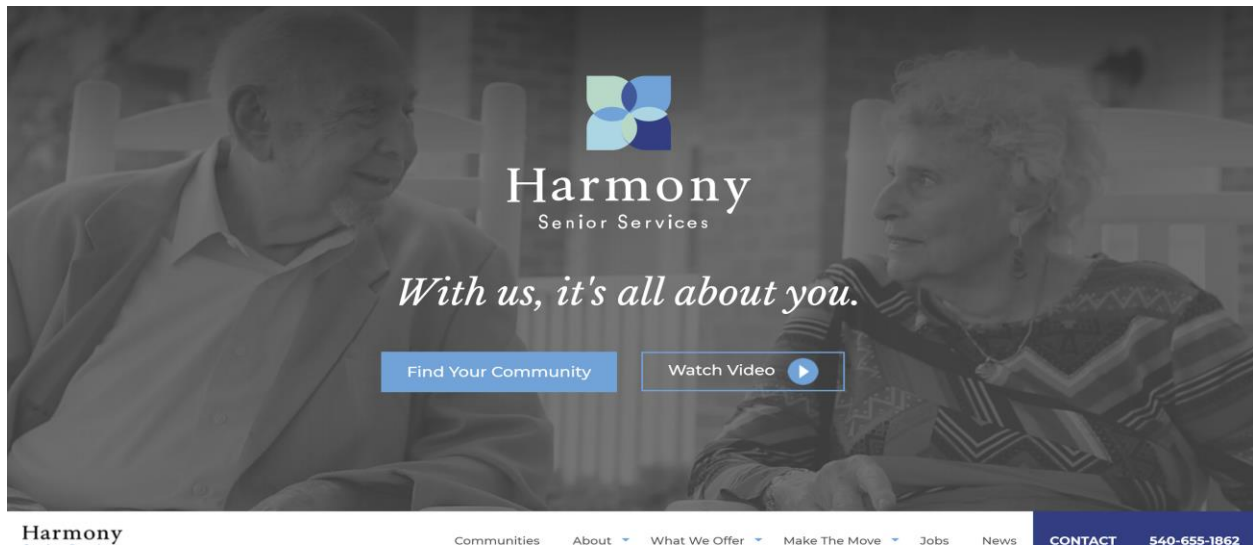 Harmony
Senior Services
With us, it's all about you.
Find Your Community
Watch Video
Harmony
Communities About What We Offer Make The Move Jobs News CONTACT 540-655-1862